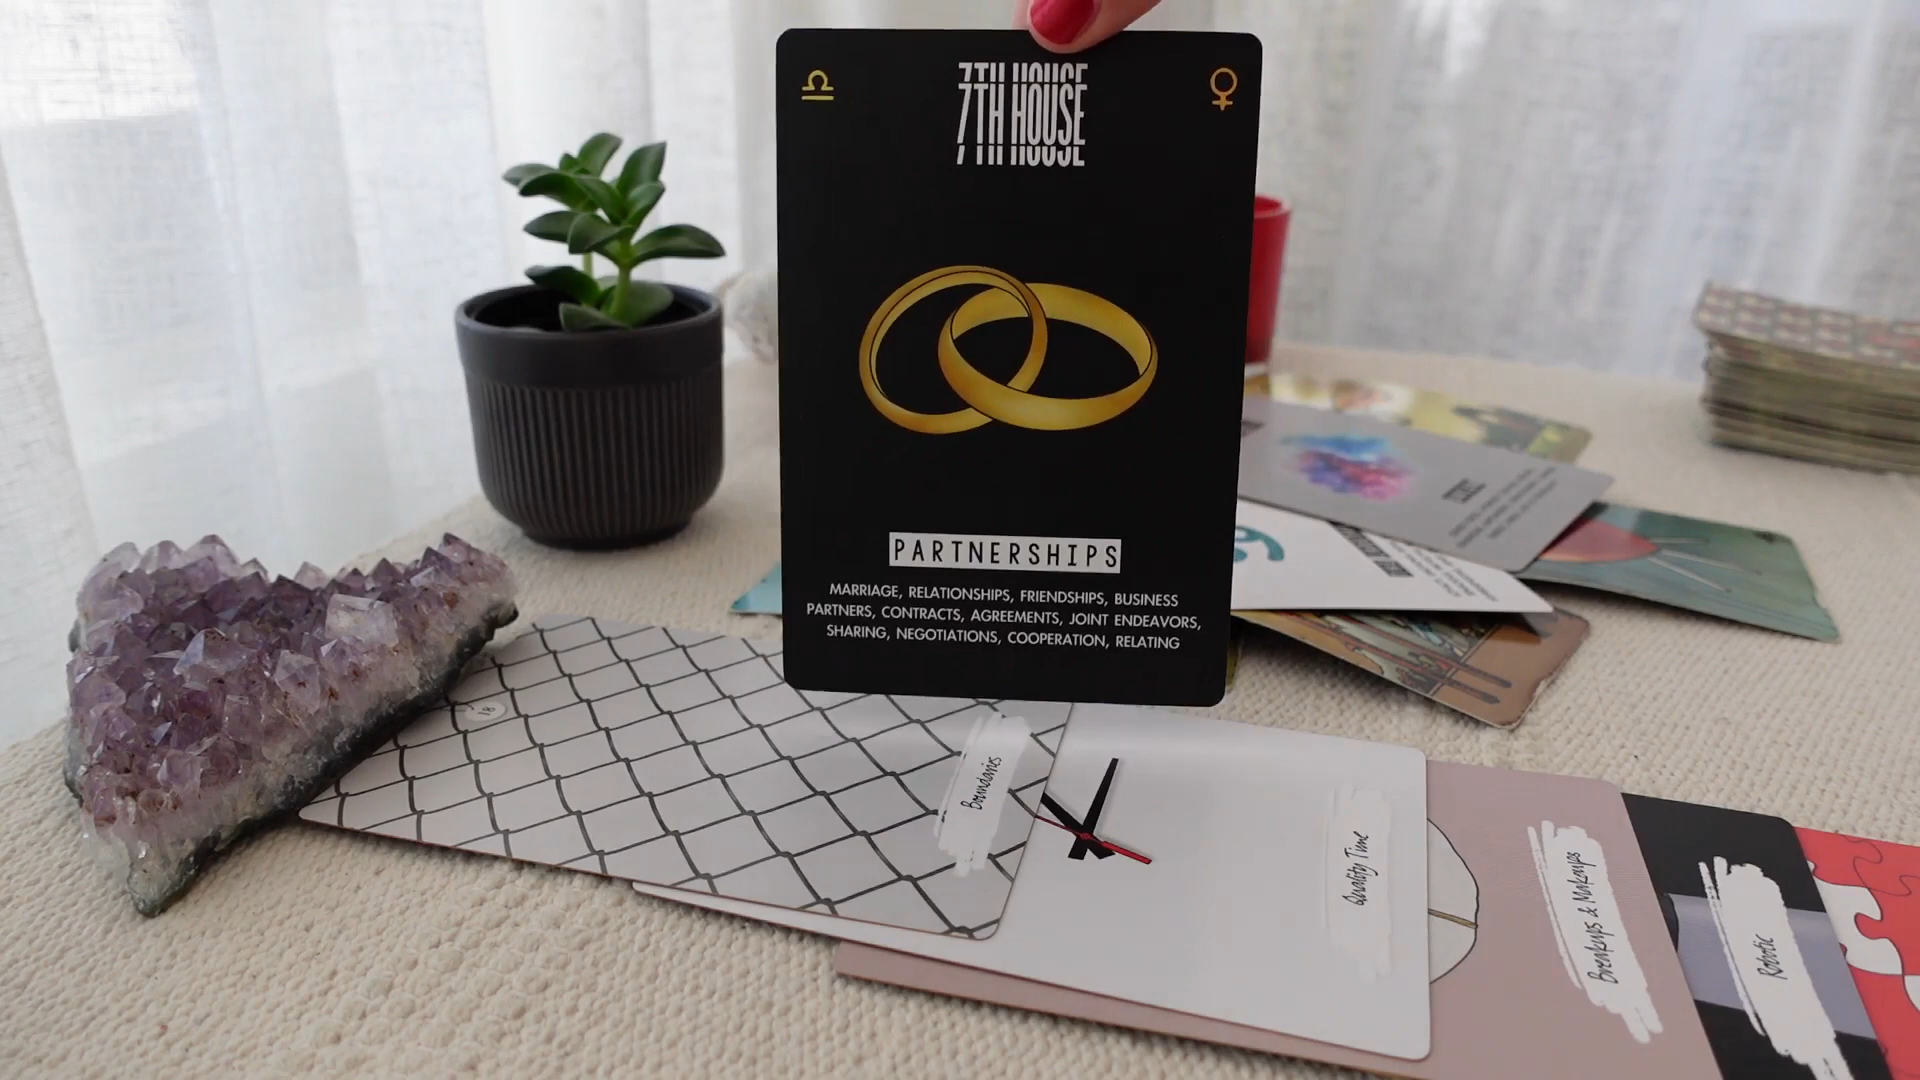 7TH HOUSE
PARTNERSHIPS
MARRIAGE, RELATIONSHIPS, FRIENDSHIPS, BUSINESS
PARTNERS, CONTRACTS, AGREEMENTS, JOINT ENDEAVORS,
SHARING, NEGOTIATIONS, COOPERATION, RELATING
18
Boundaries
Quality Time
Breakups & Makeups
Robotic